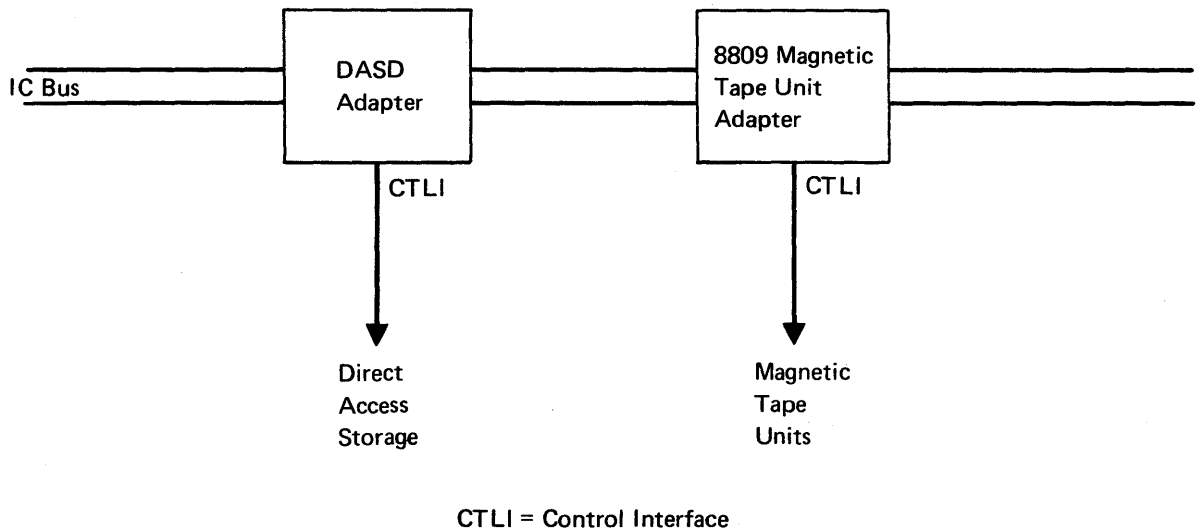 IC Bus
DASD
Adapter
8809 Magnetic
Tape Unit
Adapter
CTLI
CTLI
Direct
Access
Storage
Magnetic
Tape
Units
CTLI = Control Interface